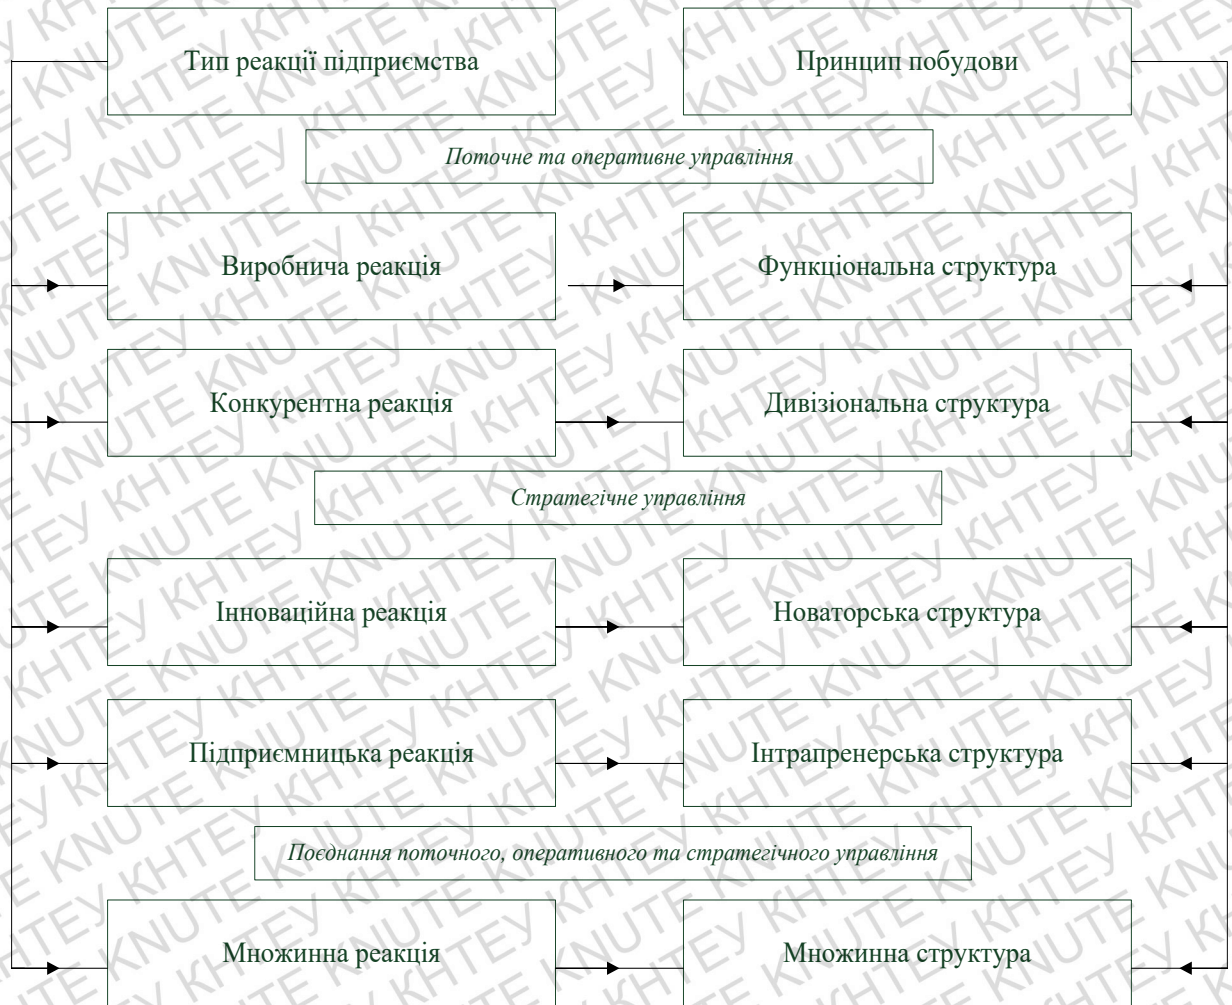 Тип реакції підприємства
Принцип побудови
Поточне та оперативне управління
Виробнича реакція
Функціональна структура
Конкурентна реакція
Дивізіональна структура
Стратегічне управління
Інноваційна реакція
Новаторська структура
Підприємницька реакція
Інтрапренерська структура
Поєднання поточного, оперативного та стратегічного управління
Множинна реакція
Множинна структура